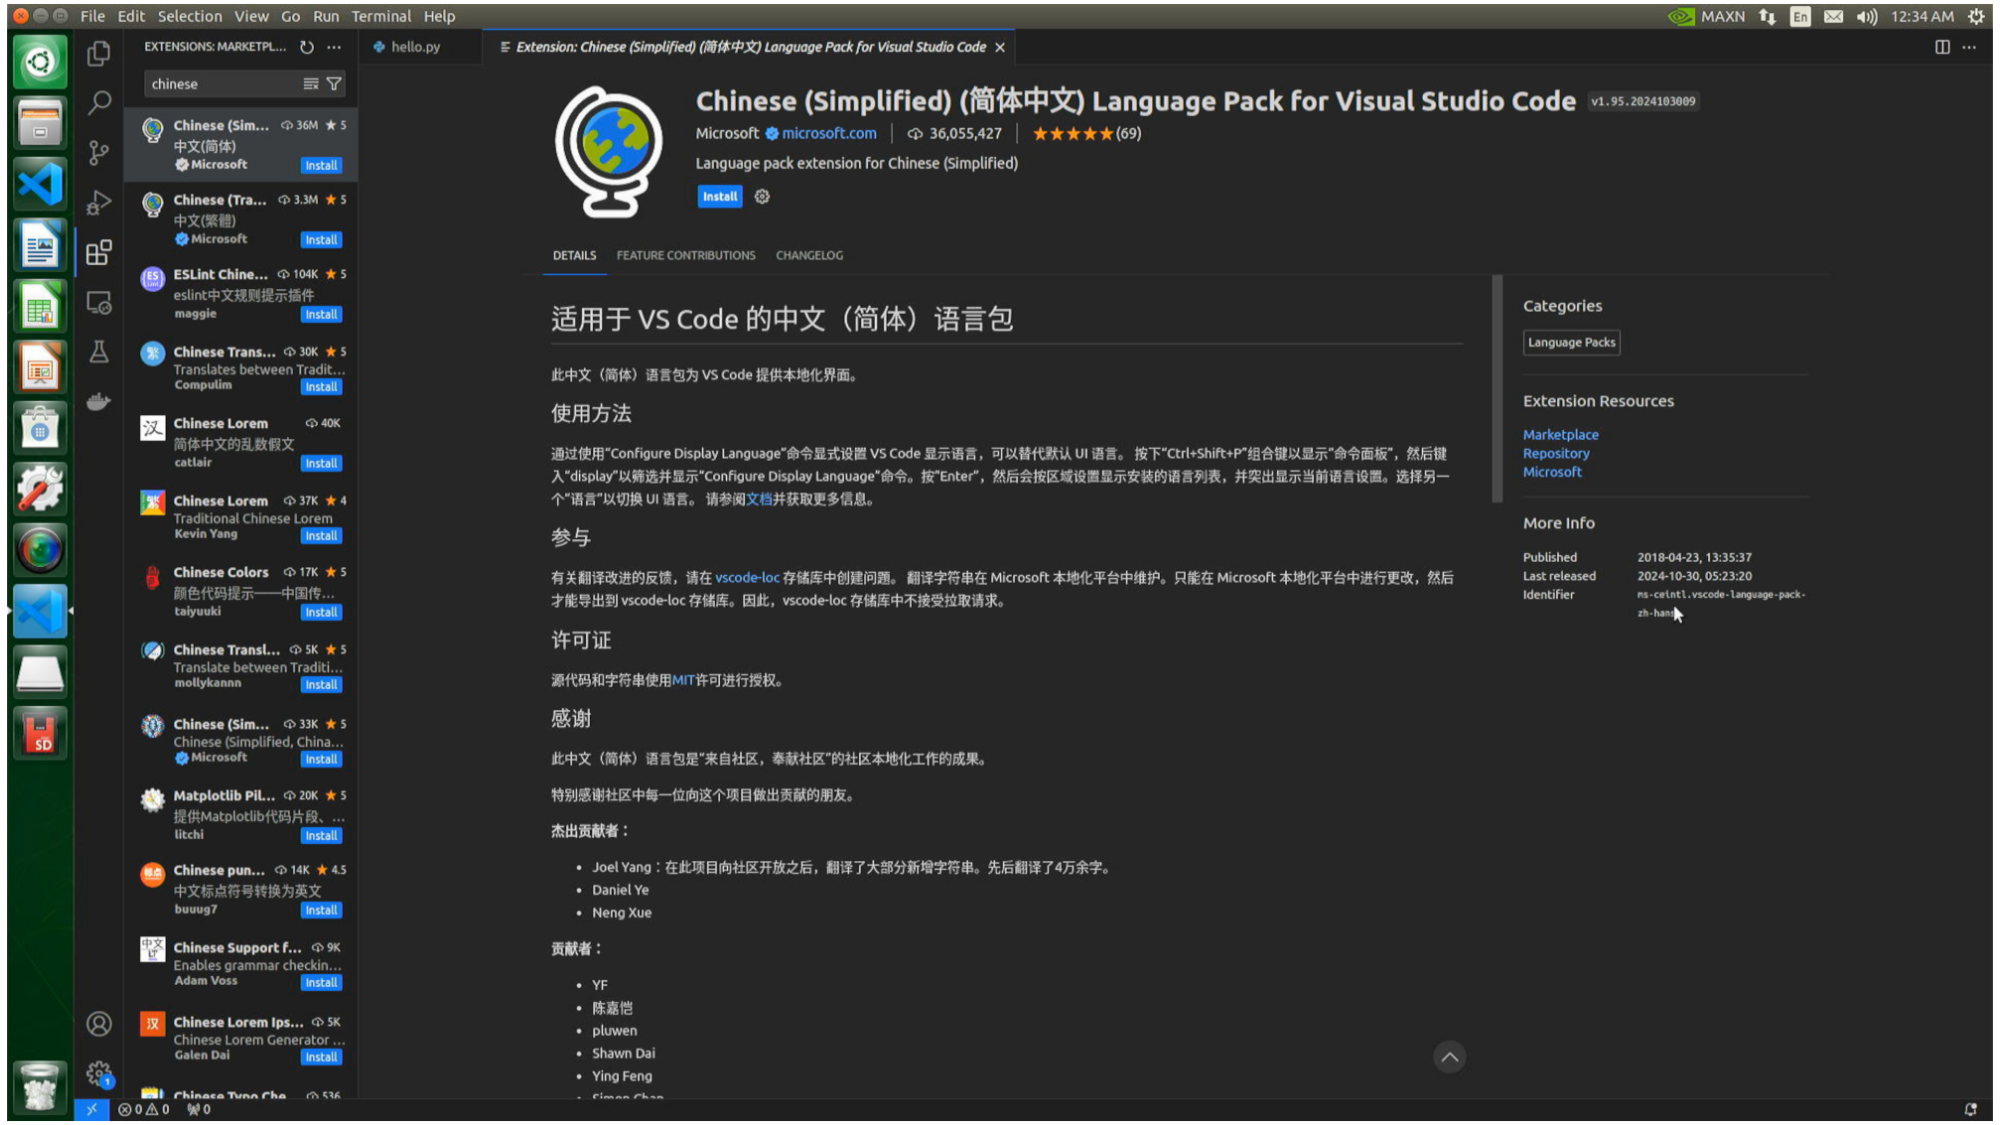 File Edit Selection View Go Run Terminal Help
MAXN En 12:34 AM
EXTENSIONS: MARKETPL... ...
hello.py
Extension: Chinese (Simplified) (简体中文) Language Pack for Visual Studio Code
chinese
Chinese (Sim... 36M ★ 5
中文(简体)
Microsoft Install
Chinese (Tra... 3.3M ★ 5
中文(繁體)
Microsoft Install
ESLint Chine... 104K ★ 5
eslint中文规则提示插件
maggie Install
Chinese Trans... 30K ★ 5
Translates between Tradit...
Compulim Install
Chinese Lorem 40K
简体中文的乱数假文
catlair Install
Chinese Lorem 37K ★ 4
Traditional Chinese Lorem
Kevin Yang Install
Chinese Colors 17K ★ 5
颜色代码提示——中国传...
taiyuuki Install
Chinese Transl... 5K ★ 5
Translate between Traditi...
mollykannn Install
Chinese (Sim... 33K ★ 5
Chinese (Simplified, China...
Microsoft Install
Matplotlib Pil... 20K ★ 5
提供Matplotlib代码片段、...
litchi Install
Chinese pun... 14K ★ 4.5
中文标点符号转换为英文
buuug7 Install
Chinese Support f... 9K
Enables grammar checkin...
Adam Voss Install
Chinese Lorem Ips... 5K
Chinese Lorem Generator ...
Galen Dai Install
Chinese Typo Che... 536
Chinese (Simplified) (简体中文) Language Pack for Visual Studio Code v1.95.2024103009
Microsoft microsoft.com 36,055,427 ★★★★★(69)
Language pack extension for Chinese (Simplified)
Install
DETAILS FEATURE CONTRIBUTIONS CHANGELOG
适用于 VS Code 的中文（简体）语言包
此中文（简体）语言包为 VS Code 提供本地化界面。
使用方法
通过使用“Configure Display Language”命令显式设置 VS Code 显示语言，可以替代默认 UI 语言。 按下“Ctrl+Shift+P”组合键以显示“命令面板”，然后键
入“display”以筛选并显示“Configure Display Language”命令。按“Enter”，然后会按区域设置显示安装的语言列表，并突出显示当前语言设置。选择另一
个“语言”以切换 UI 语言。 请参阅文档并获取更多信息。
参与
有关翻译改进的反馈，请在 vscode-loc 存储库中创建问题。 翻译字符串在 Microsoft 本地化平台中维护。只能在 Microsoft 本地化平台中进行更改，然后
才能导出到 vscode-loc 存储库。因此，vscode-loc 存储库中不接受拉取请求。
许可证
源代码和字符串使用MIT许可进行授权。
感谢
此中文（简体）语言包是“来自社区，奉献社区”的社区本地化工作的成果。
特别感谢社区中每一位向这个项目做出贡献的朋友。
杰出贡献者：
• Joel Yang：在此项目向社区开放之后，翻译了大部分新增字符串。先后翻译了4万余字。
• Daniel Ye
• Neng Xue
贡献者：
• YF
• 陈嘉恺
• pluwen
• Shawn Dai
• Ying Feng
• Simon Chan
Categories
Language Packs
Extension Resources
Marketplace
Repository
Microsoft
More Info
Published 2018-04-23, 13:35:37
Last released 2024-10-30, 05:23:20
Identifier ms-ceintl.vscode-language-pack-
zh-hans
SD
1
0 0 0